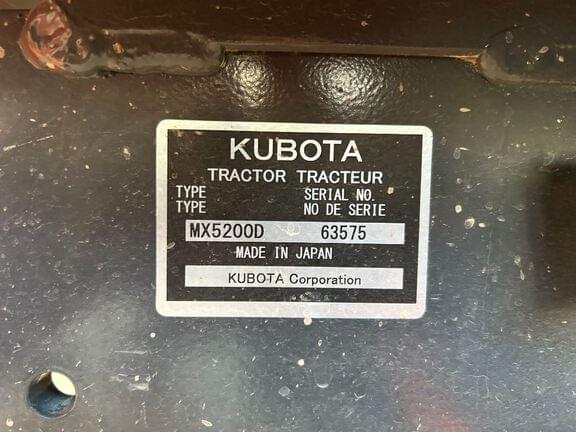 KUBOTA
TRACTOR TRACTEUR
TYPE SERIAL NO.
TYPE NO DE SERIE
MX5200D 63575
MADE IN JAPAN
KUBOTA Corporation